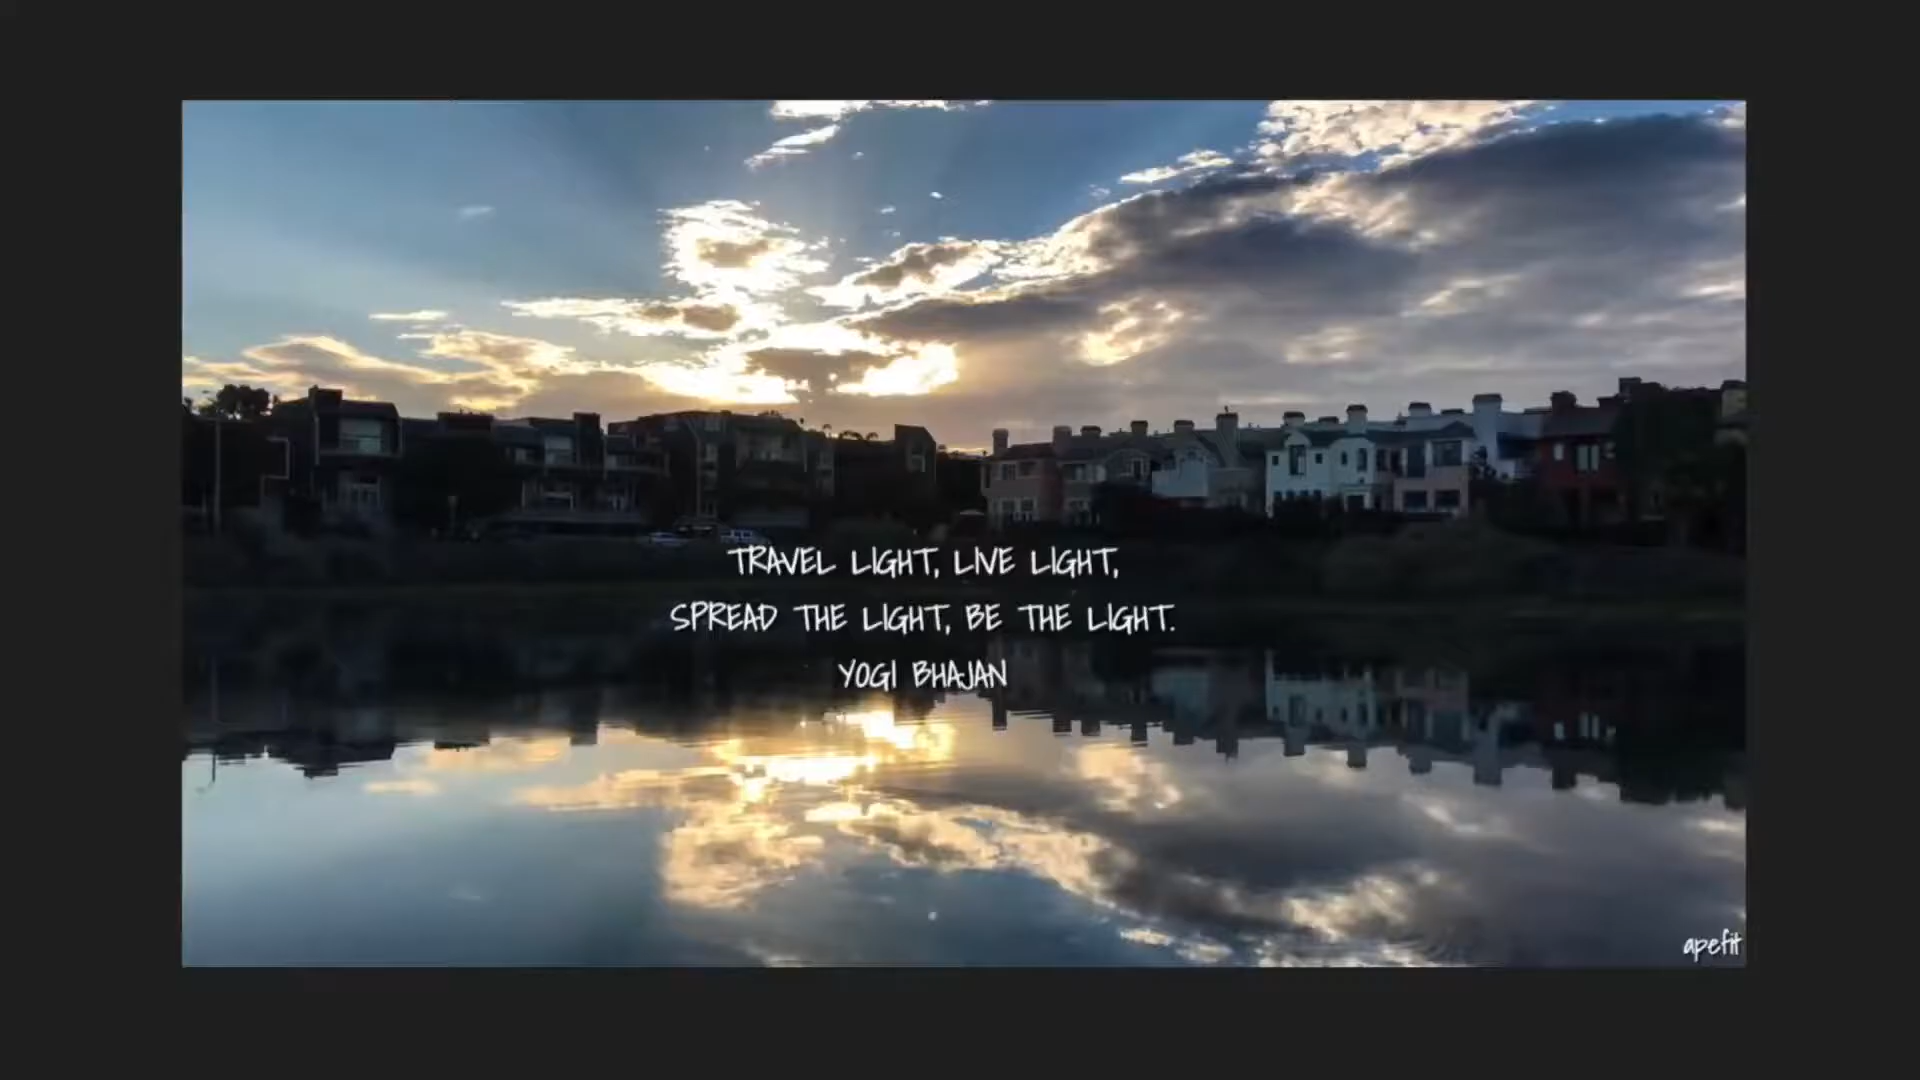 TRAVEL LIGHT, LIVE LIGHT,
SPREAD THE LIGHT, BE THE LIGHT.
YOGI BHAJAN
apefit